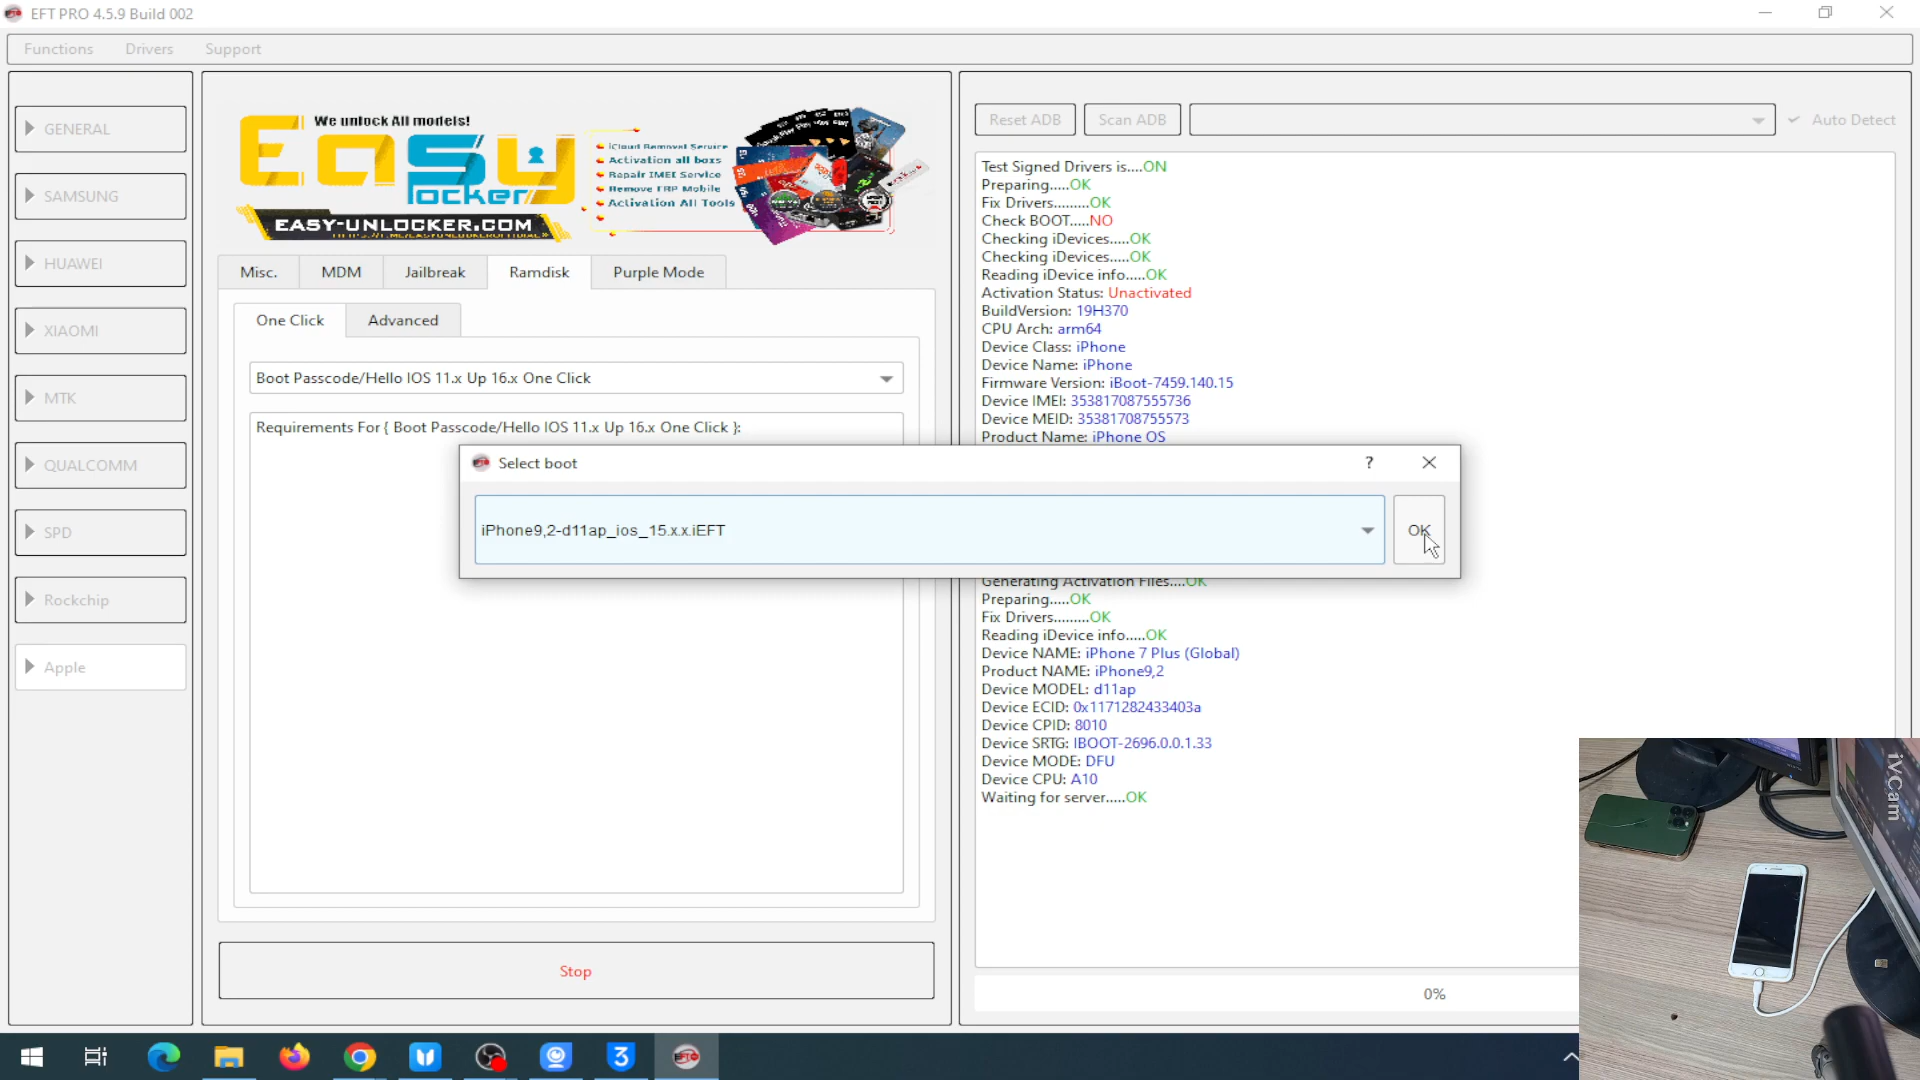 EFT PRO 4.5.9 Build 002
Functions Drivers Support
GENERAL
SAMSUNG
HUAWEI
XIAOMI
MTK
QUALCOMM
SPD
Rockchip
Apple
We unlock All models!
Easy
locker
EASY-UNLOCKER.COM
iCloud Removal Service
Activation all boxs
Repair IMEI Service
Remove FRP Mobile
Activation All Tools
Misc. MDM Jailbreak Ramdisk Purple Mode
One Click Advanced
Boot Passcode/Hello IOS 11.x Up 16.x One Click
Requirements For { Boot Passcode/Hello IOS 11.x Up 16.x One Click }:
Stop
Select boot ?
iPhone9,2-d11ap_ios_15.x.x.iEFT OK
Reset ADB Scan ADB Auto Detect
Test Signed Drivers is....ON
Preparing.....OK
Fix Drivers.........OK
Check BOOT.....NO
Checking iDevices.....OK
Checking iDevices.....OK
Reading iDevice info.....OK
Activation Status: Unactivated
BuildVersion: 19H370
CPU Arch: arm64
Device Class: iPhone
Device Name: iPhone
Firmware Version: iBoot-7459.140.15
Device IMEI: 353817087555736
Device MEID: 35381708755573
Product Name: iPhone OS
Generating Activation Files....OK
Preparing.....OK
Fix Drivers.........OK
Reading iDevice info.....OK
Device NAME: iPhone 7 Plus (Global)
Product NAME: iPhone9,2
Device MODEL: d11ap
Device ECID: 0x1171282433403a
Device CPID: 8010
Device SRTG: IBOOT-2696.0.0.1.33
Device MODE: DFU
Device CPU: A10
Waiting for server.....OK
0%
iVCam